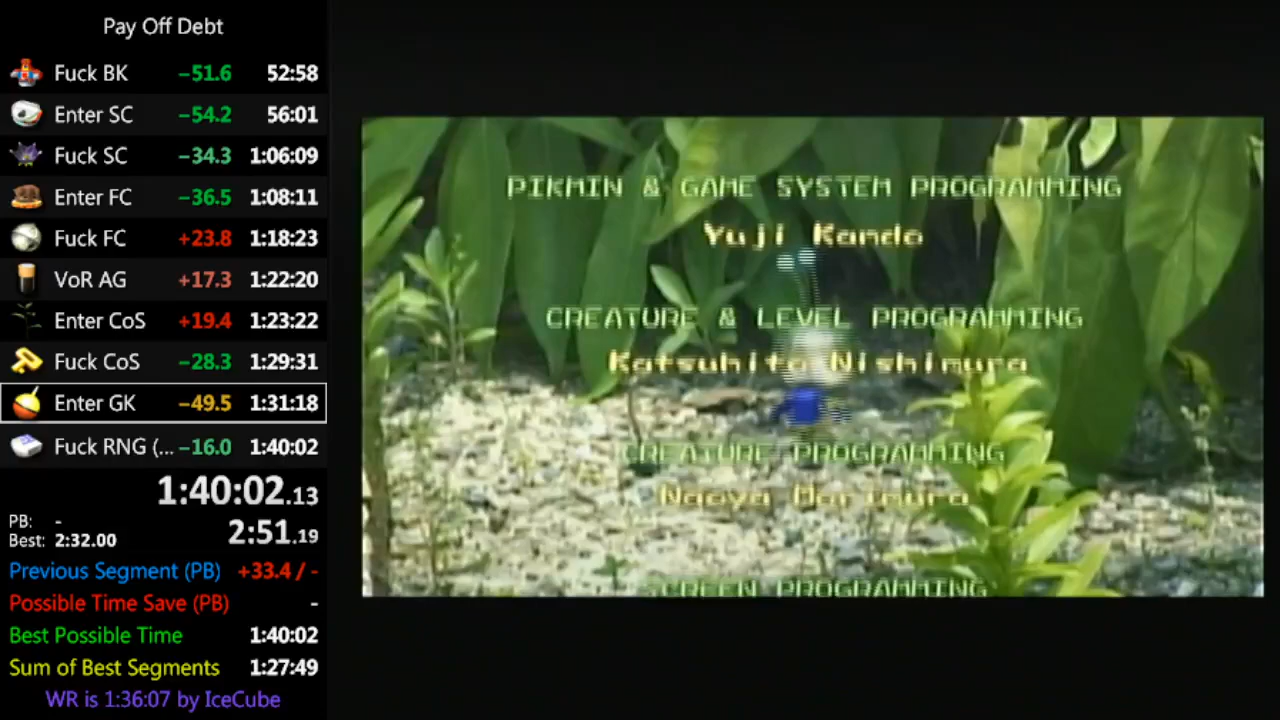 Pay Off Debt
Fuck BK −51.6 52:58
Enter SC −54.2 56:01
Fuck SC −34.3 1:06:09
Enter FC −36.5 1:08:11
Fuck FC +23.8 1:18:23
VoR AG +17.3 1:22:20
Enter CoS +19.4 1:23:22
Fuck CoS −28.3 1:29:31
Enter GK −49.5 1:31:18
Fuck RNG (... −16.0 1:40:02
1:40:02.13
PB: -
Best: 2:32.00 2:51.19
Previous Segment (PB) +33.4 / -
Possible Time Save (PB) -
Best Possible Time 1:40:02
Sum of Best Segments 1:27:49
WR is 1:36:07 by IceCube
PIKMIN & GAME SYSTEM PROGRAMMING
Yuji Kando
CREATURE & LEVEL PROGRAMMING
Katsuhito Nishimura
CREATURE PROGRAMMING
Naoya Morimura
SCREEN PROGRAMMING